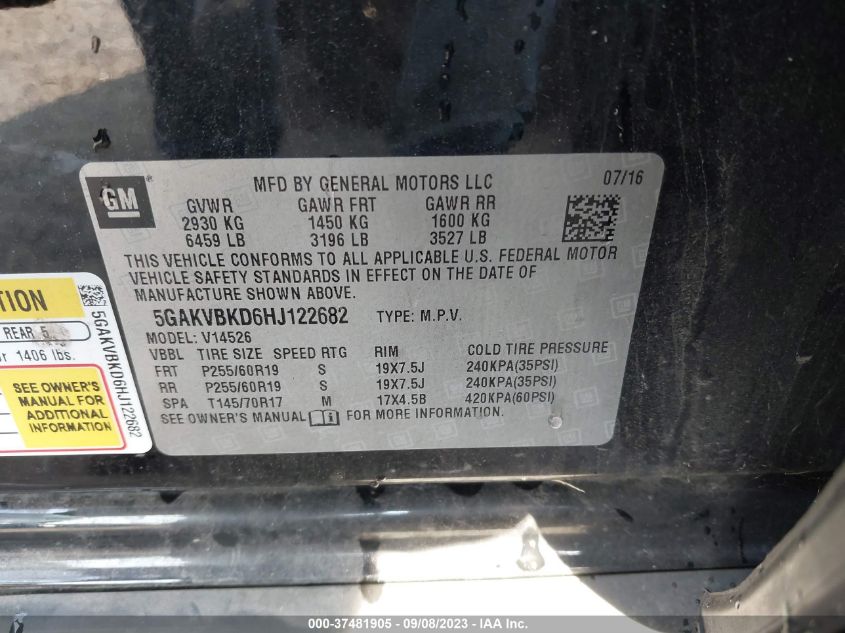 GM
MFD BY GENERAL MOTORS LLC
07/16
GVWR GAWR FRT GAWR RR
2930 KG 1450 KG 1600 KG
6459 LB 3196 LB 3527 LB
THIS VEHICLE CONFORMS TO ALL APPLICABLE U.S. FEDERAL MOTOR
VEHICLE SAFETY STANDARDS IN EFFECT ON THE DATE OF
MANUFACTURE SHOWN ABOVE.
5GAKVBKD6HJ122682 TYPE: M.P.V.
MODEL: V14526
VBBL TIRE SIZE SPEED RTG RIM COLD TIRE PRESSURE
FRT P255/60R19 S 19X7.5J 240KPA(35PSI)
RR P255/60R19 S 19X7.5J 240KPA(35PSI)
SPA T145/70R17 M 17X4.5B 420KPA(60PSI)
SEE OWNER'S MANUAL FOR MORE INFORMATION.
REAR 5
1406 lbs.
SEE OWNER'S
MANUAL FOR
ADDITIONAL
INFORMATION
5GAKVBKD6HJ122682
000-37481905 - 09/08/2023 - IAA Inc.